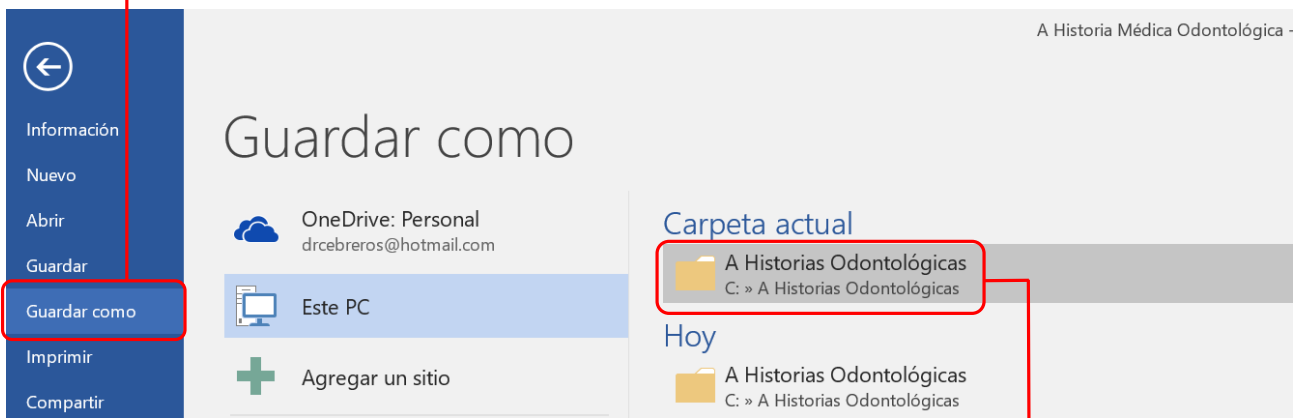 A Historia Médica Odontológica -
Información
Nuevo
Abrir
Guardar
Guardar como
Imprimir
Compartir
Guardar como
OneDrive: Personal
drcebreros@hotmail.com
Este PC
Agregar un sitio
Carpeta actual
A Historias Odontológicas
C: » A Historias Odontológicas
Hoy
A Historias Odontológicas
C: » A Historias Odontológicas